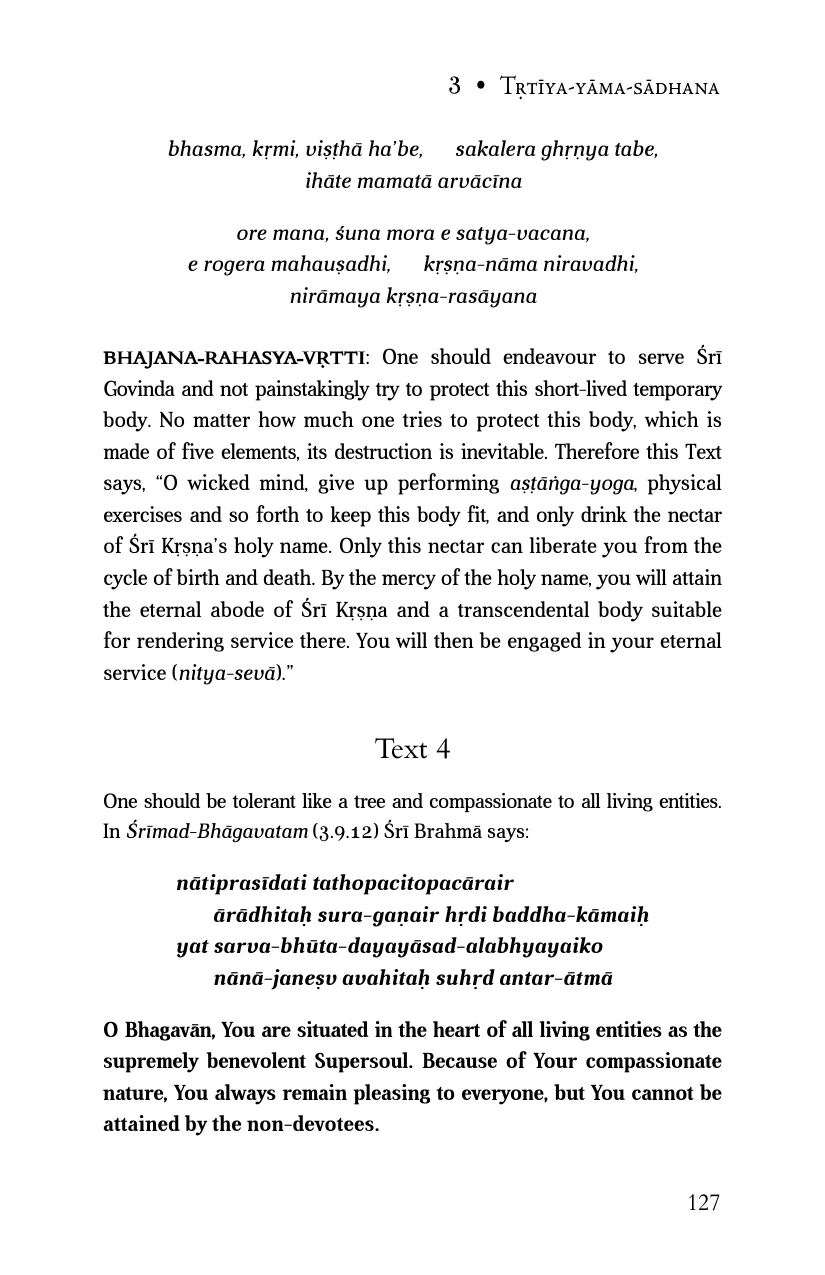 3 • Tṛtīya-yāma-sādhana
bhasma, kṛmi, viṣṭhā ha’be, sakalera ghṛṇya tabe,
ihāte mamatā arvācīna
ore mana, śuna mora e satya-vacana,
e rogera mahauṣadhi, kṛṣṇa-nāma niravadhi,
nirāmaya kṛṣṇa-rasāyana
BHAJANA-RAHASYA-VṚTTI: One should endeavour to serve Śrī
Govinda and not painstakingly try to protect this short-lived temporary
body. No matter how much one tries to protect this body, which is
made of five elements, its destruction is inevitable. Therefore this Text
says, “O wicked mind, give up performing aṣṭāṅga-yoga, physical
exercises and so forth to keep this body fit, and only drink the nectar
of Śrī Kṛṣṇa’s holy name. Only this nectar can liberate you from the
cycle of birth and death. By the mercy of the holy name, you will attain
the eternal abode of Śrī Kṛṣṇa and a transcendental body suitable
for rendering service there. You will then be engaged in your eternal
service (nitya-sevā).”
Text 4
One should be tolerant like a tree and compassionate to all living entities.
In Śrīmad-Bhāgavatam (3.9.12) Śrī Brahmā says:
nātiprasīdati tathopacitopacārair
ārādhitaḥ sura-gaṇair hṛdi baddha-kāmaiḥ
yat sarva-bhūta-dayayāsad-alabhyayaiko
nānā-janeṣv avahitaḥ suhṛd antar-ātmā
O Bhagavān, You are situated in the heart of all living entities as the
supremely benevolent Supersoul. Because of Your compassionate
nature, You always remain pleasing to everyone, but You cannot be
attained by the non-devotees.
127